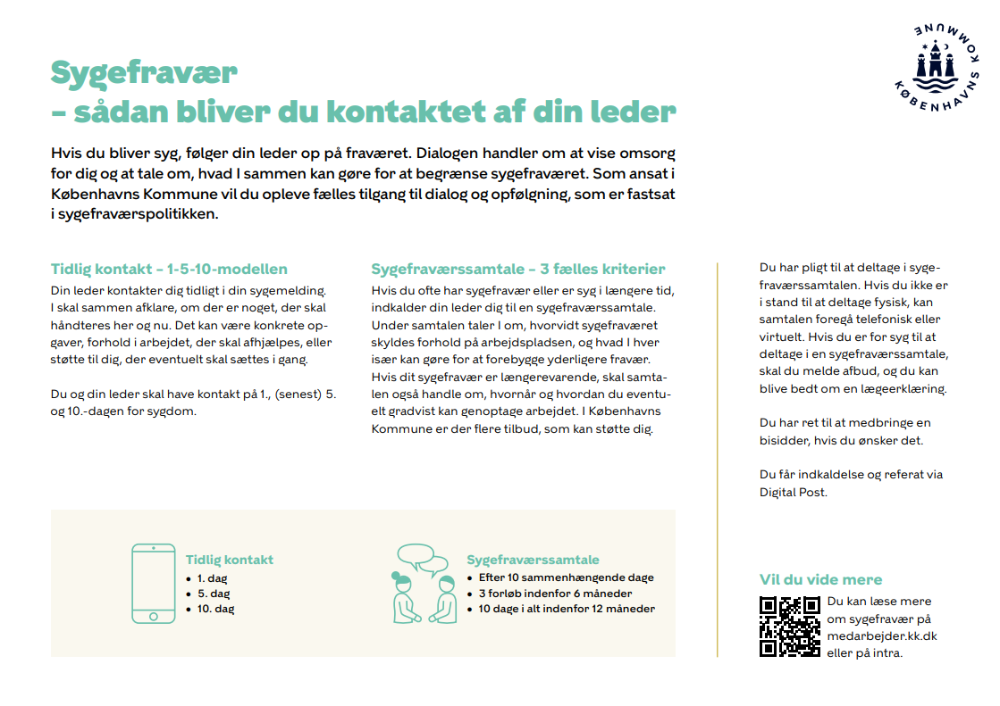 KØBENHAVNS KOMMUNE
Sygefravær
– sådan bliver du kontaktet af din leder
Hvis du bliver syg, følger din leder op på fraværet. Dialogen handler om at vise omsorg
for dig og at tale om, hvad I sammen kan gøre for at begrænse sygefraværet. Som ansat i
Københavns Kommune vil du opleve fælles tilgang til dialog og opfølgning, som er fastsat
i sygefraværspolitikken.
Tidlig kontakt – 1-5-10-modellen
Din leder kontakter dig tidligt i din sygemelding.
I skal sammen afklare, om der er noget, der skal
håndteres her og nu. Det kan være konkrete op-
gaver, forhold i arbejdet, der skal afhjælpes, eller
støtte til dig, der eventuelt skal sættes i gang.
Du og din leder skal have kontakt på 1., (senest) 5.
og 10.-dagen for sygdom.
Sygefraværssamtale – 3 fælles kriterier
Hvis du ofte har sygefravær eller er syg i længere tid,
indkalder din leder dig til en sygefraværssamtale.
Under samtalen taler I om, hvorvidt sygefraværet
skyldes forhold på arbejdspladsen, og hvad I hver
især kan gøre for at forebygge yderligere fravær.
Hvis dit sygefravær er længerevarende, skal samta-
len også handle om, hvornår og hvordan du eventu-
elt gradvist kan genoptage arbejdet. I Københavns
Kommune er der flere tilbud, som kan støtte dig.
Du har pligt til at deltage i syge-
fraværssamtalen. Hvis du ikke er
i stand til at deltage fysisk, kan
samtalen foregå telefonisk eller
virtuelt. Hvis du er for syg til at
deltage i en sygefraværssamtale,
skal du melde afbud, og du kan
blive bedt om en lægeerklæring.
Du har ret til at medbringe en
bisidder, hvis du ønsker det.
Du får indkaldelse og referat via
Digital Post.
Tidlig kontakt
• 1. dag
• 5. dag
• 10. dag
Sygefraværssamtale
• Efter 10 sammenhængende dage
• 3 forløb indenfor 6 måneder
• 10 dage i alt indenfor 12 måneder
Vil du vide mere
Du kan læse mere
om sygefravær på
medarbejder.kk.dk
eller på intra.